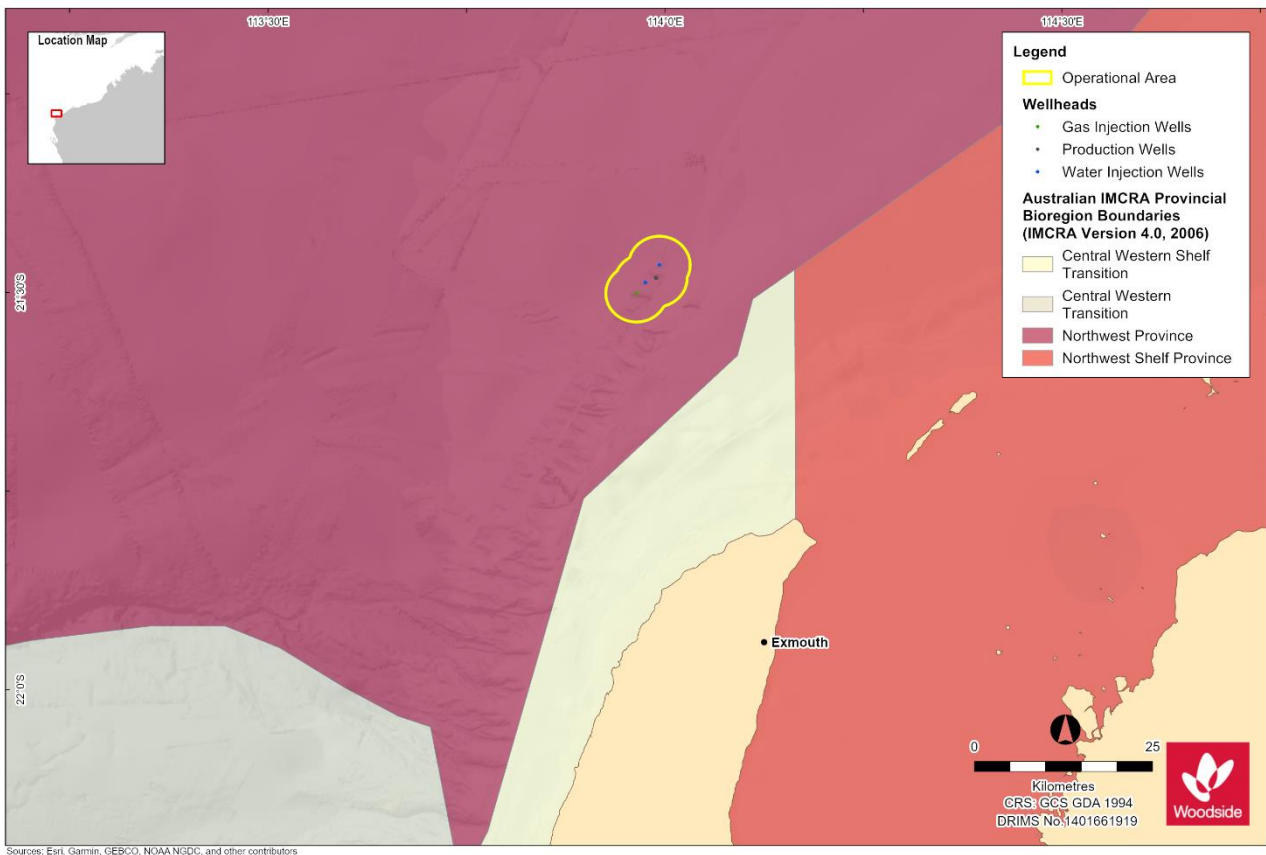 113°30'E
114°0'E
114°30'E
Location Map
Legend
Operational Area
Wellheads
Gas Injection Wells
Production Wells
Water Injection Wells
Australian IMCRA Provincial
Bioregion Boundaries
(IMCRA Version 4.0, 2006)
Central Western Shelf
Transition
Central Western
Transition
Northwest Province
Northwest Shelf Province
21°30'S
Exmouth
22°0'S
0
25
Kilometres
CRS: GCS GDA 1994
DRIMS No:1401661919
Woodside
Sources: Esri, Garmin, GEBCO, NOAA NGDC, and other contributors